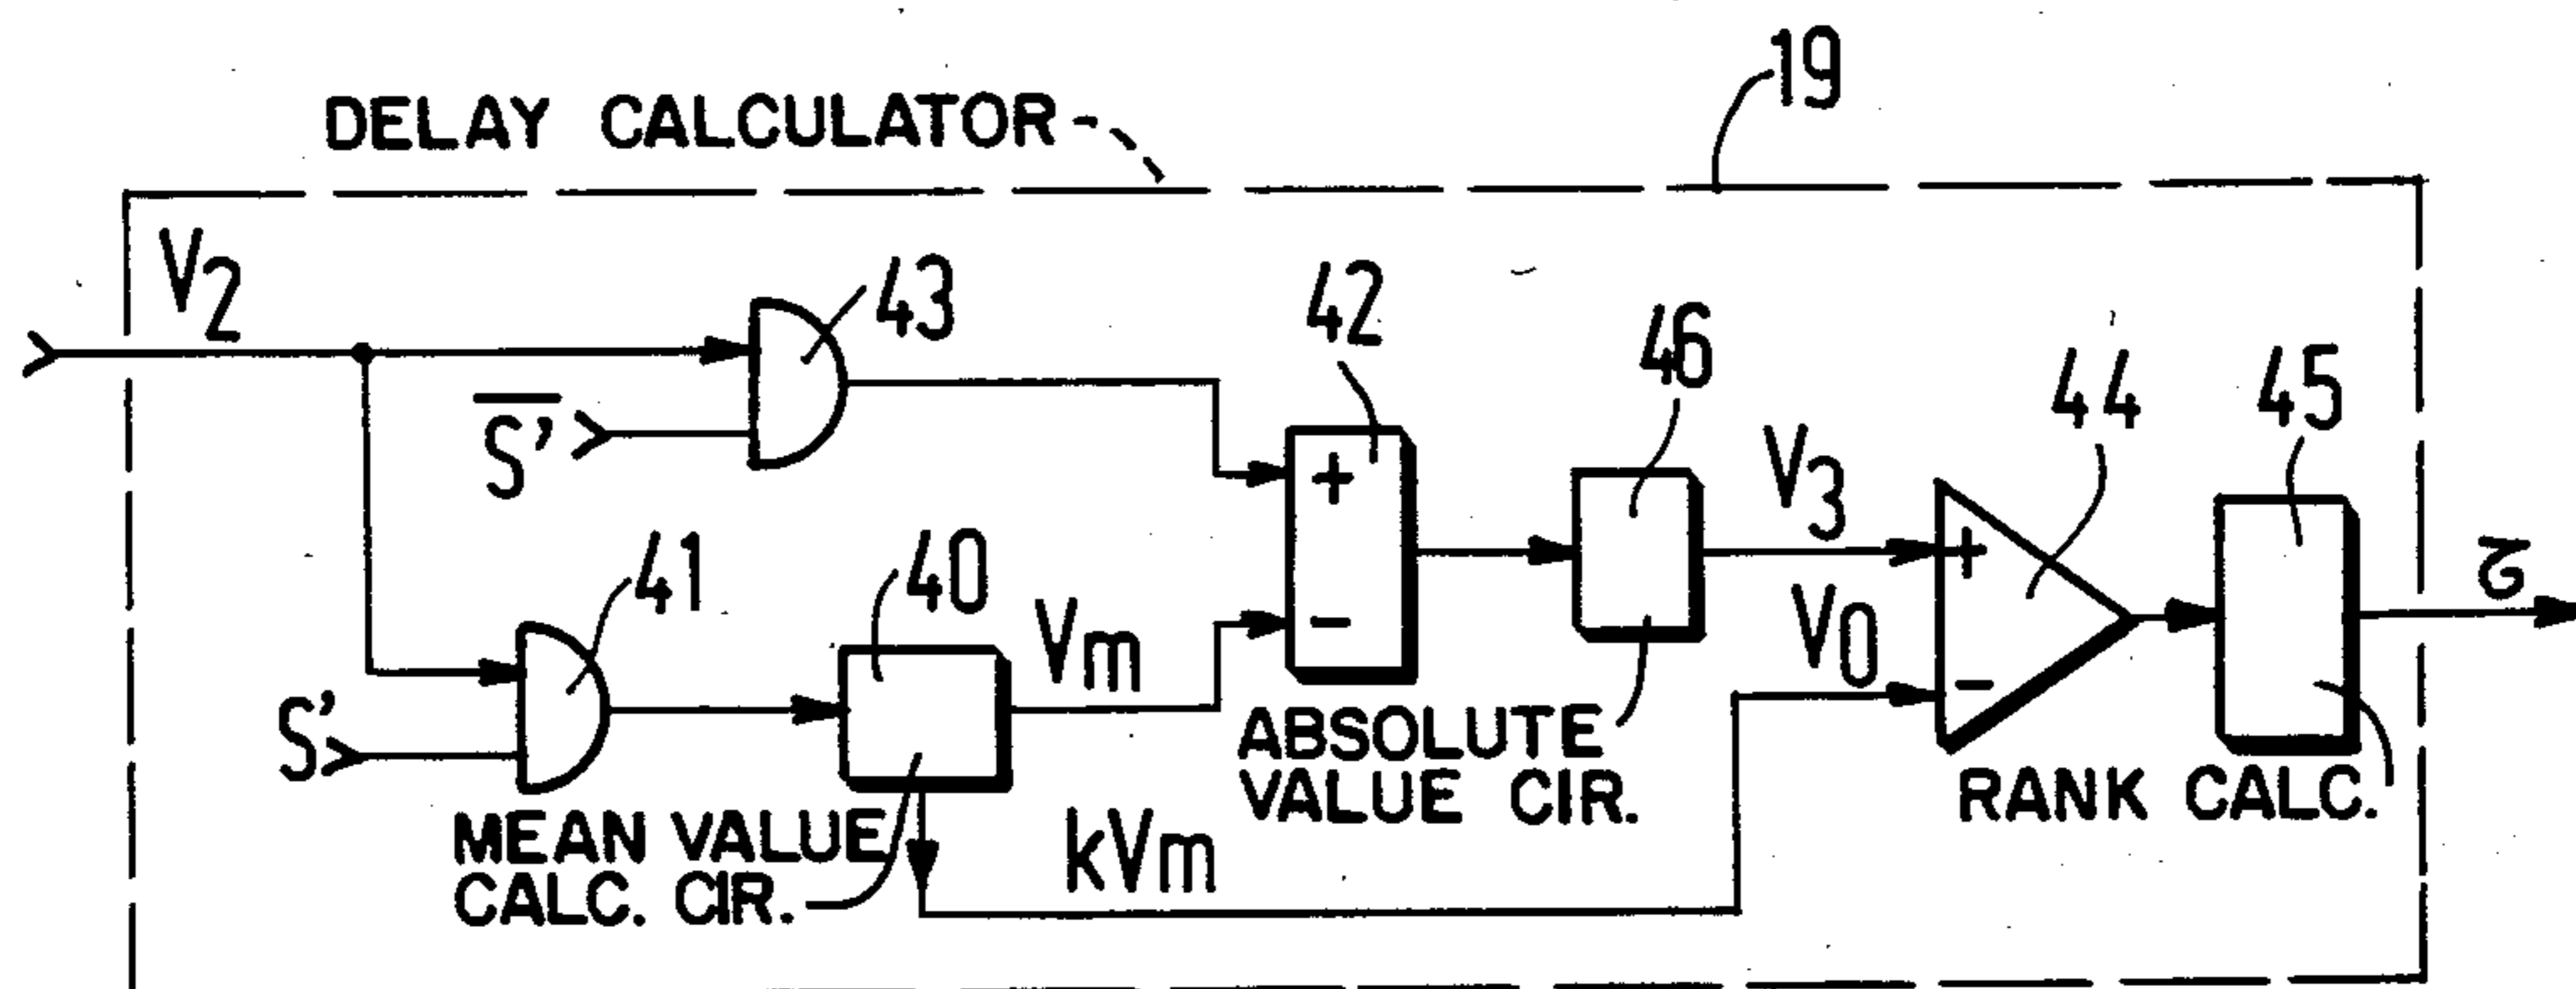 19
DELAY CALCULATOR
V2
43
42
46
S̅'̅
44
45
V3
41
40
Vm
V0
τ
S'
ABSOLUTE
VALUE CIR.
RANK CALC.
MEAN VALUE
CALC. CIR.
kVm
+
-
+
-